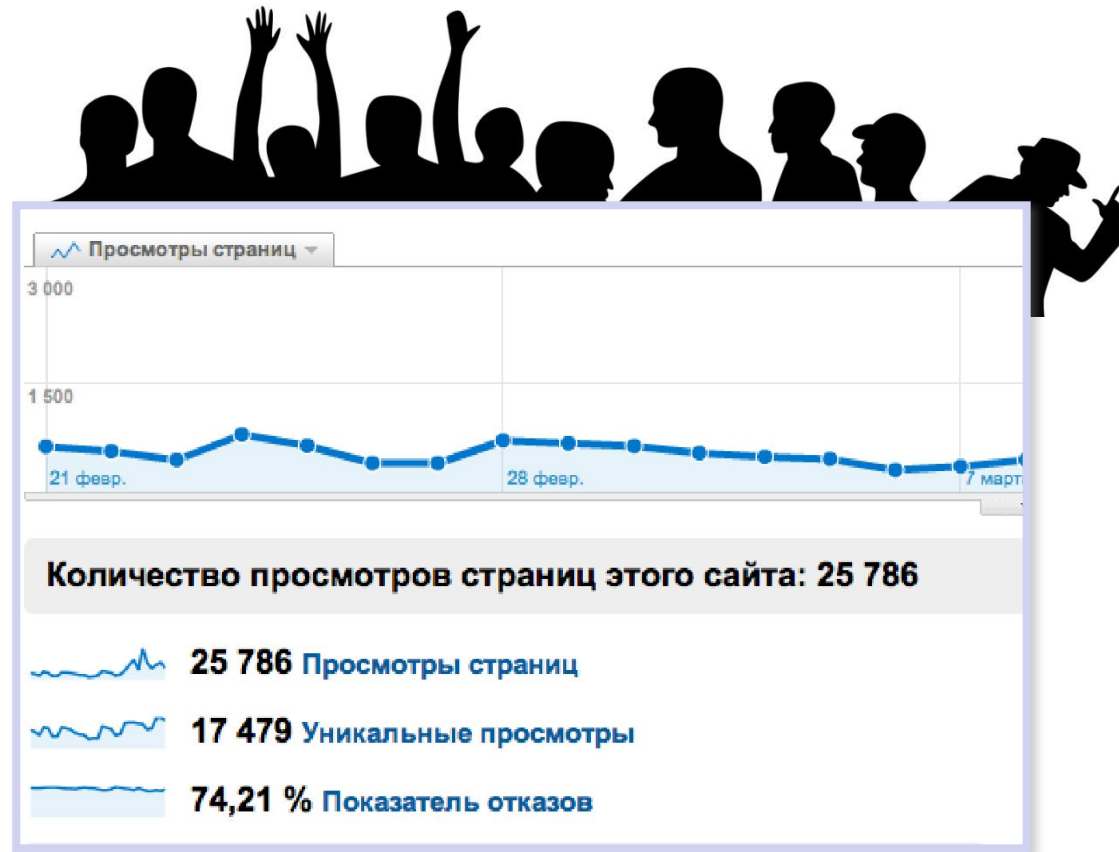 Просмотры страниц
3 000
1 500
21 февр.
28 февр.
7 март
Количество просмотров страниц этого сайта: 25 786
25 786 Просмотры страниц
17 479 Уникальные просмотры
74,21 % Показатель отказов